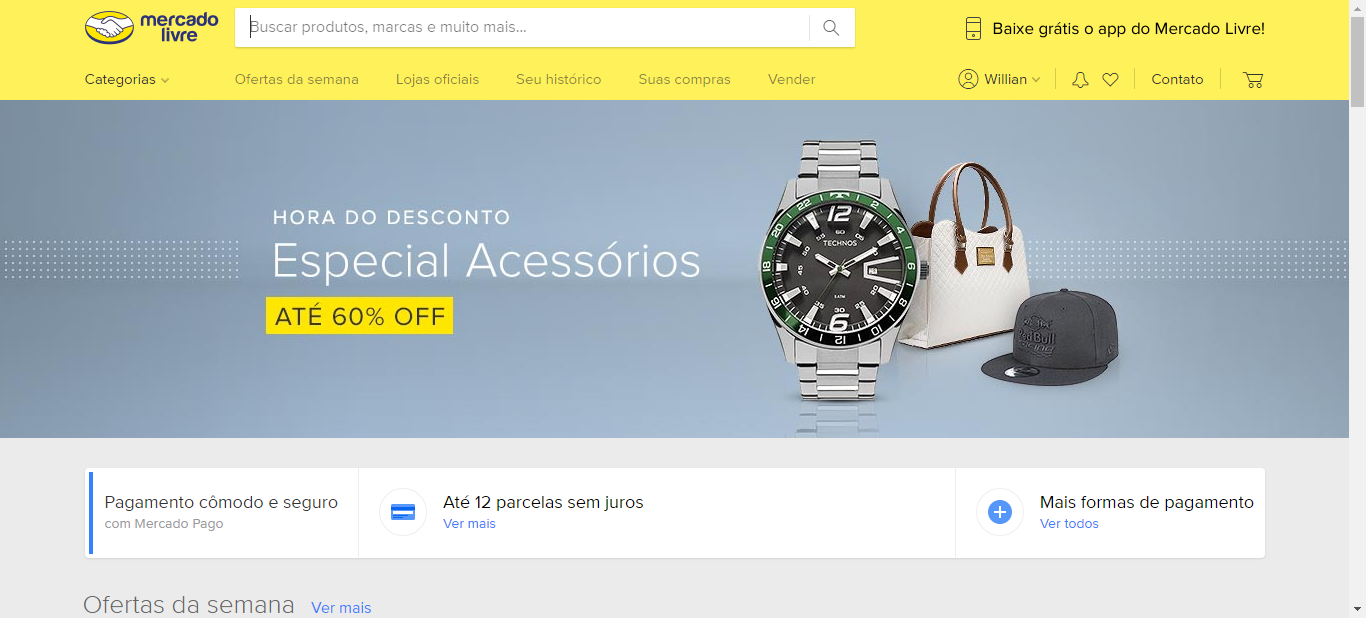 mercado
livre
Buscar produtos, marcas e muito mais...
Baixe grátis o app do Mercado Livre!
Categorias
Ofertas da semana
Lojas oficiais
Seu histórico
Suas compras
Vender
Willian
Contato
HORA DO DESCONTO
Especial Acessórios
ATÉ 60% OFF
12
TECHNOS
6
Red Bull
Pagamento cômodo e seguro
com Mercado Pago
Até 12 parcelas sem juros
Ver mais
Mais formas de pagamento
Ver todos
Ofertas da semana Ver mais